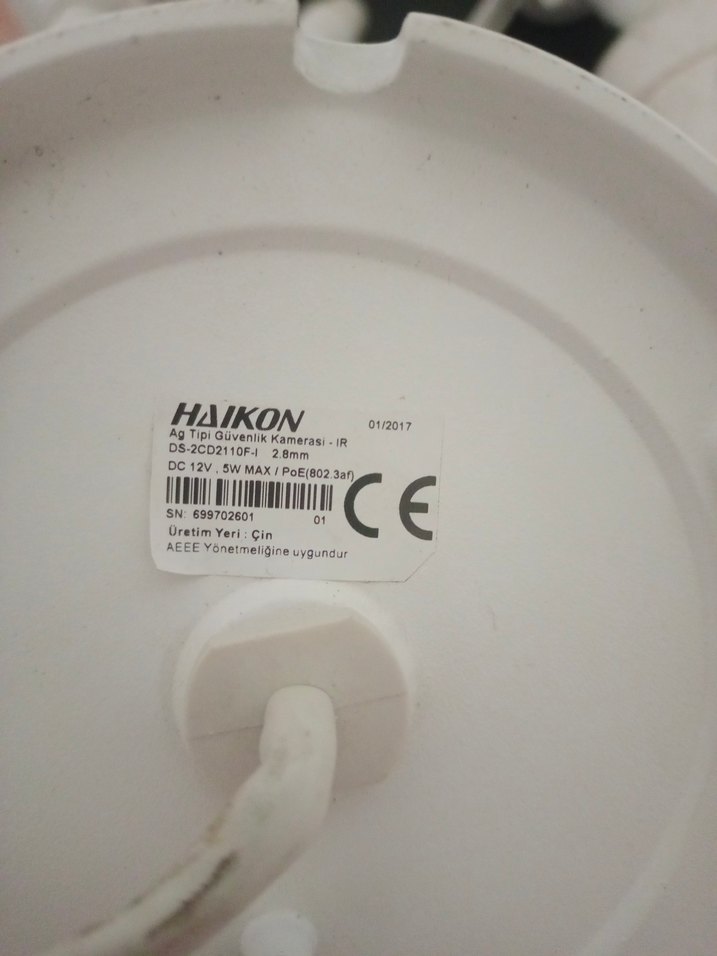 HAIKON 01/2017
Ag Tipi Güvenlik Kamerasi - IR
DS-2CD2110F-I 2.8mm
DC 12V , 5W MAX / PoE(802.3af)
SN: 699702601 01
CE
Üretim Yeri : Çin
AEEE Yönetmeliğine uygundur